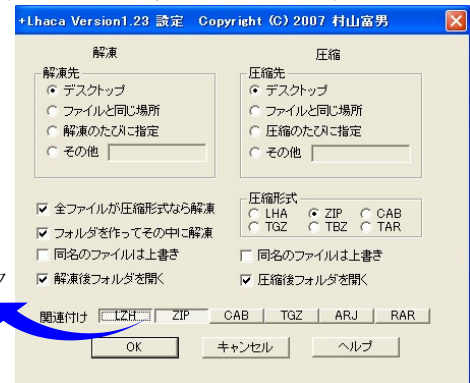 +Lhaca Version1.23 設定 Copyright (C) 2007 村山富男
解凍
解凍先
デスクトップ
ファイルと同じ場所
解凍のたびに指定
その他
全ファイルが圧縮形式なら解凍
フォルダを作ってその中に解凍
同名のファイルは上書き
解凍後フォルダを開く
圧縮
圧縮先
デスクトップ
ファイルと同じ場所
圧縮のたびに指定
その他
圧縮形式
LHA ZIP CAB
TGZ TBZ TAR
同名のファイルは上書き
圧縮後フォルダを開く
関連付け LZH ZIP CAB TGZ ARJ RAR
OK キャンセル ヘルプ